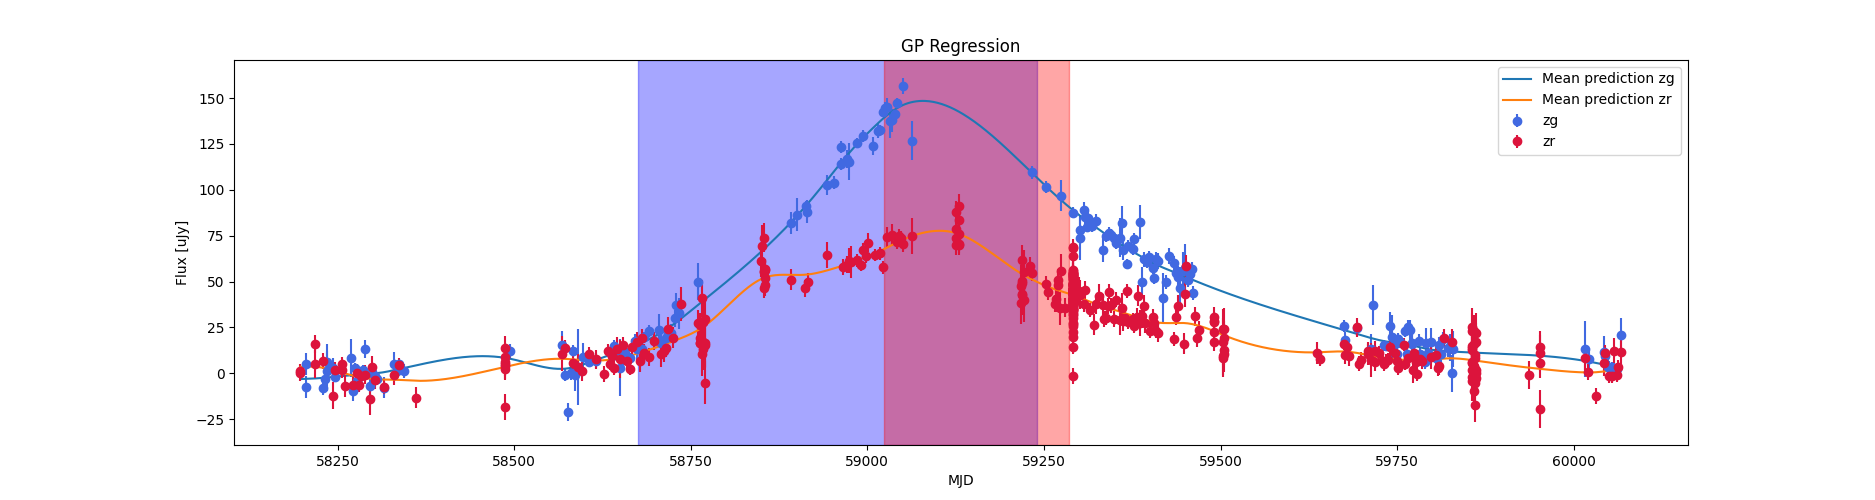 GP Regression
Flux [uJy]
150
125
100
75
50
25
0
−25
58250
58500
58750
59000
59250
59500
59750
60000
MJD
Mean prediction zg
Mean prediction zr
zg
zr